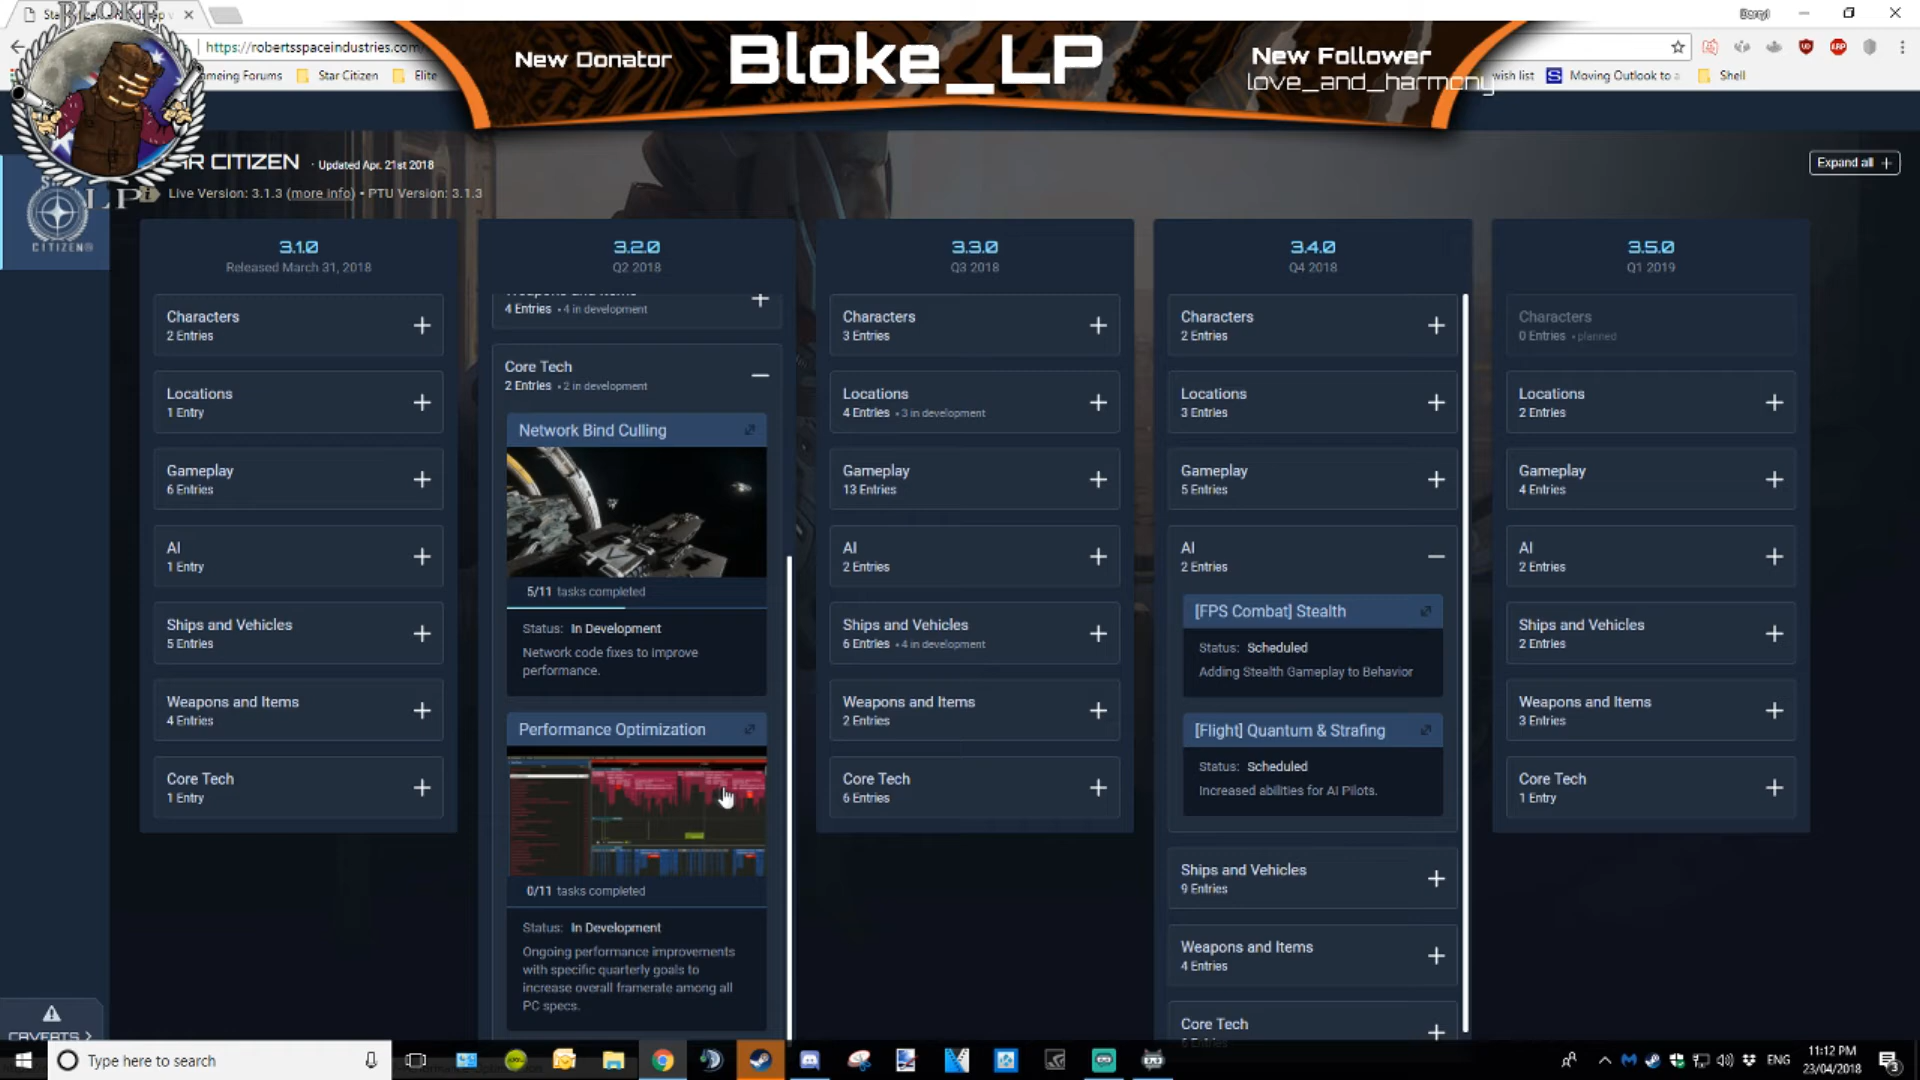 BLOKE
LP
https://robertsspaceindustries.com
New Donator
Bloke_LP
New Follower
love_and_harmony
Gameing Forums
Star Citizen
Elite
wish list
Moving Outlook to a
Shell
STAR CITIZEN · Updated Apr. 21st 2018
Expand all +
Live Version: 3.1.3 (more info) • PTU Version: 3.1.3
CITIZEN
3.1.0
Released March 31, 2018
Characters
2 Entries
Locations
1 Entry
Gameplay
6 Entries
AI
1 Entry
Ships and Vehicles
5 Entries
Weapons and Items
4 Entries
Core Tech
1 Entry
3.2.0
Q2 2018
Weapons and Items
4 Entries • 4 in development
Core Tech
2 Entries • 2 in development
Network Bind Culling
5/11 tasks completed
Status: In Development
Network code fixes to improve
performance.
Performance Optimization
0/11 tasks completed
Status: In Development
Ongoing performance improvements
with specific quarterly goals to
increase overall framerate among all
PC specs.
3.3.0
Q3 2018
Characters
3 Entries
Locations
4 Entries • 3 in development
Gameplay
13 Entries
AI
2 Entries
Ships and Vehicles
6 Entries • 4 in development
Weapons and Items
2 Entries
Core Tech
6 Entries
3.4.0
Q4 2018
Characters
2 Entries
Locations
3 Entries
Gameplay
5 Entries
AI
2 Entries
[FPS Combat] Stealth
Status: Scheduled
Adding Stealth Gameplay to Behavior
[Flight] Quantum & Strafing
Status: Scheduled
Increased abilities for AI Pilots.
Ships and Vehicles
9 Entries
Weapons and Items
4 Entries
Core Tech
3.5.0
Q1 2019
Characters
0 Entries • planned
Locations
2 Entries
Gameplay
4 Entries
AI
2 Entries
Ships and Vehicles
2 Entries
Weapons and Items
3 Entries
Core Tech
1 Entry
CAVEATS
Type here to search
ENG
11:12 PM
23/04/2018